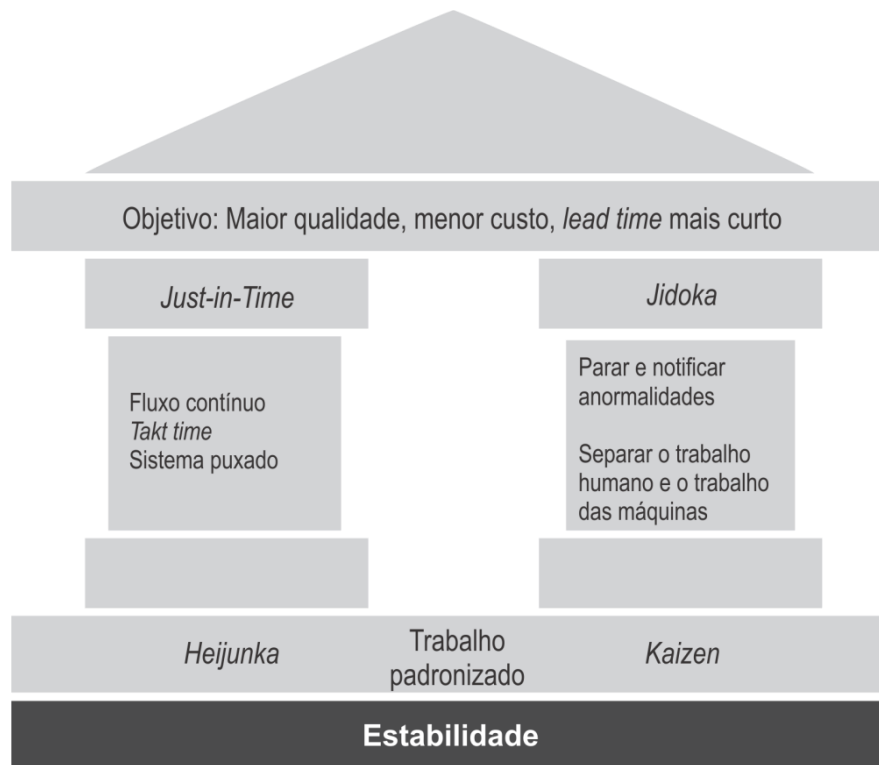 Objetivo: Maior qualidade, menor custo, lead time mais curto
Just-in-Time
Fluxo contínuo
Takt time
Sistema puxado
Jidoka
Parar e notificar
anormalidades
Separar o trabalho
humano e o trabalho
das máquinas
Heijunka
Trabalho
padronizado
Kaizen
Estabilidade